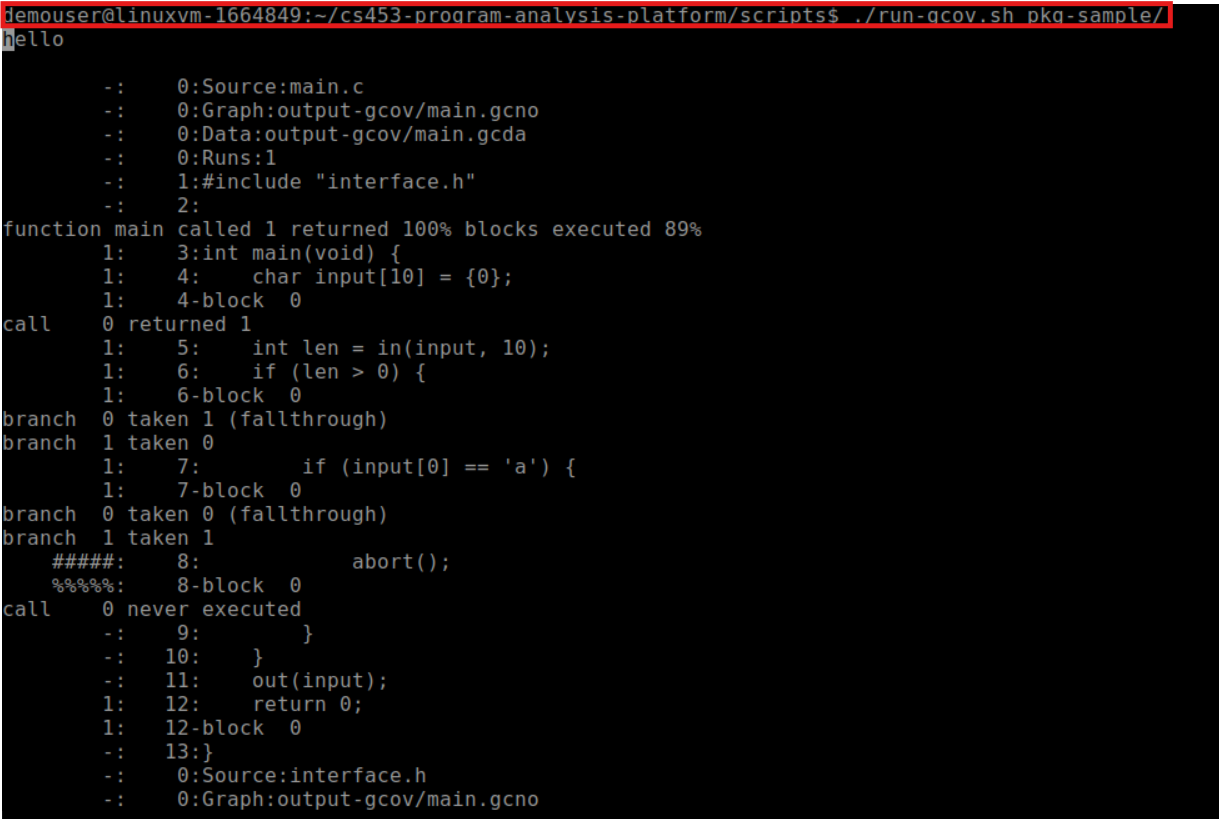 demouser@linuxvm-1664849:~/cs453-program-analysis-platform/scripts$ ./run-gcov.sh pkg-sample/
hello
        -:    0:Source:main.c
        -:    0:Graph:output-gcov/main.gcno
        -:    0:Data:output-gcov/main.gcda
        -:    0:Runs:1
        -:    1:#include "interface.h"
        -:    2:
function main called 1 returned 100% blocks executed 89%
        1:    3:int main(void) {
        1:    4:    char input[10] = {0};
        1:    4-block  0
call    0 returned 1
        1:    5:    int len = in(input, 10);
        1:    6:    if (len > 0) {
        1:    6-block  0
branch  0 taken 1 (fallthrough)
branch  1 taken 0
        1:    7:        if (input[0] == 'a') {
        1:    7-block  0
branch  0 taken 0 (fallthrough)
branch  1 taken 1
    #####:    8:            abort();
    %%%%%:    8-block  0
call    0 never executed
        -:    9:        }
        -:   10:    }
        -:   11:    out(input);
        1:   12:    return 0;
        1:   12-block  0
        -:   13:}
        -:    0:Source:interface.h
        -:    0:Graph:output-gcov/main.gcno